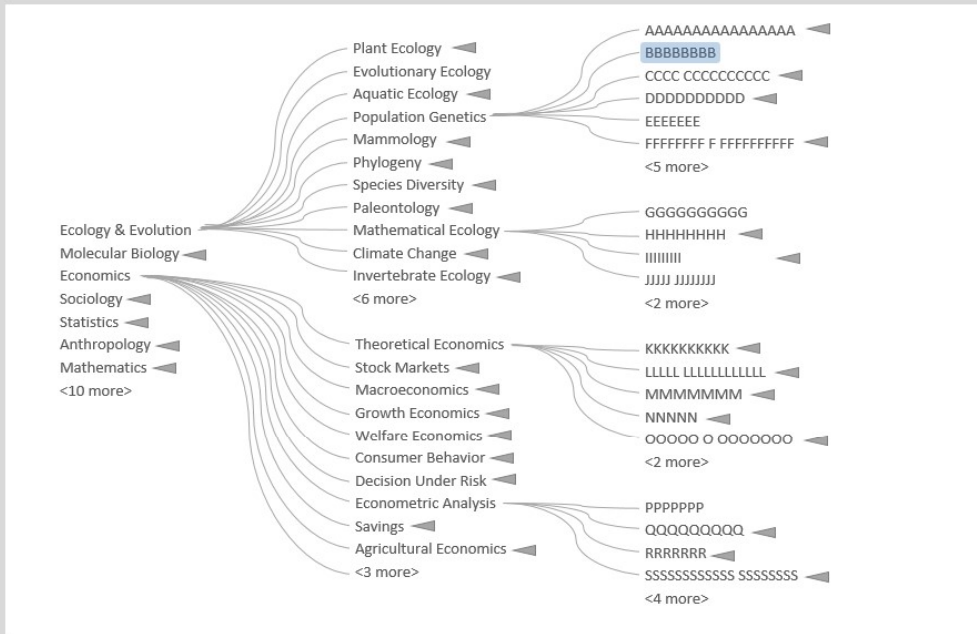 Ecology & Evolution
Molecular Biology
Economics
Sociology
Statistics
Anthropology
Mathematics
<10 more>
Plant Ecology
Evolutionary Ecology
Aquatic Ecology
Population Genetics
Mammology
Phylogeny
Species Diversity
Paleontology
Mathematical Ecology
Climate Change
Invertebrate Ecology
<6 more>
Theoretical Economics
Stock Markets
Macroeconomics
Growth Economics
Welfare Economics
Consumer Behavior
Decision Under Risk
Econometric Analysis
Savings
Agricultural Economics
<3 more>
AAAAAAAAAAAAAAAA
BBBBBBBBB
CCCC CCCCCCCCCC
DDDDDDDDDD
EEEEEEE
FFFFFFFF F FFFFFFFFFF
<5 more>
GGGGGGGGGG
HHHHHHHH
IIIIIIIII
JJJJJ JJJJJJJJ
<2 more>
KKKKKKKKKK
LLLLL LLLLLLLLLLLL
MMMMMMM
NNNNN
OOOOO O OOOOOOO
<2 more>
PPPPPPP
QQQQQQQQQ
RRRRRRR
SSSSSSSSSSSS SSSSSSSS
<4 more>